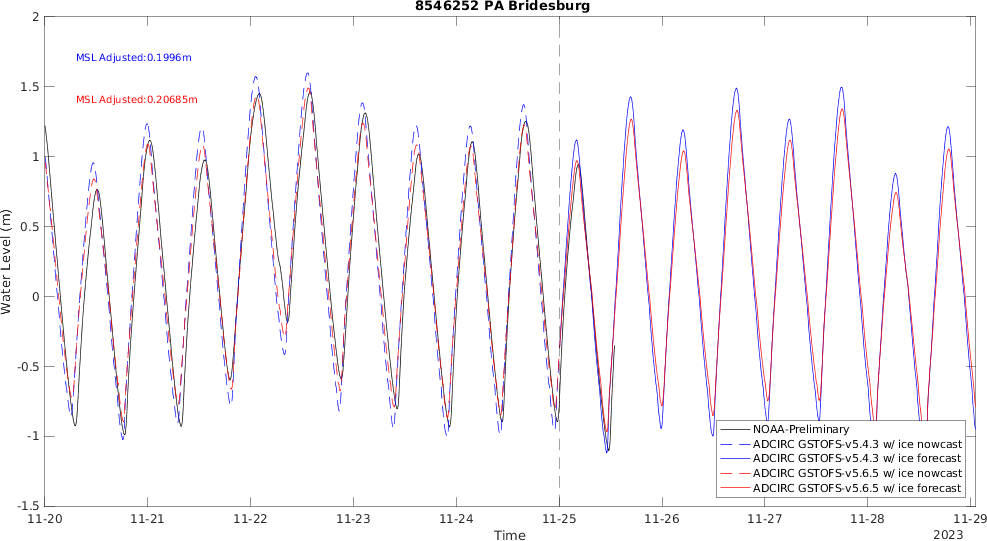 8546252 PA Bridesburg
2
1.5
1
0.5
0
-0.5
-1
-1.5
Water Level (m)
MSL Adjusted:0.1996m
MSL Adjusted:0.20685m
NOAA-Preliminary
ADCIRC GSTOFS-v5.4.3 w/ ice nowcast
ADCIRC GSTOFS-v5.4.3 w/ ice forecast
ADCIRC GSTOFS-v5.6.5 w/ ice nowcast
ADCIRC GSTOFS-v5.6.5 w/ ice forecast
11-20 11-21 11-22 11-23 11-24 11-25 11-26 11-27 11-28 11-29
Time
2023